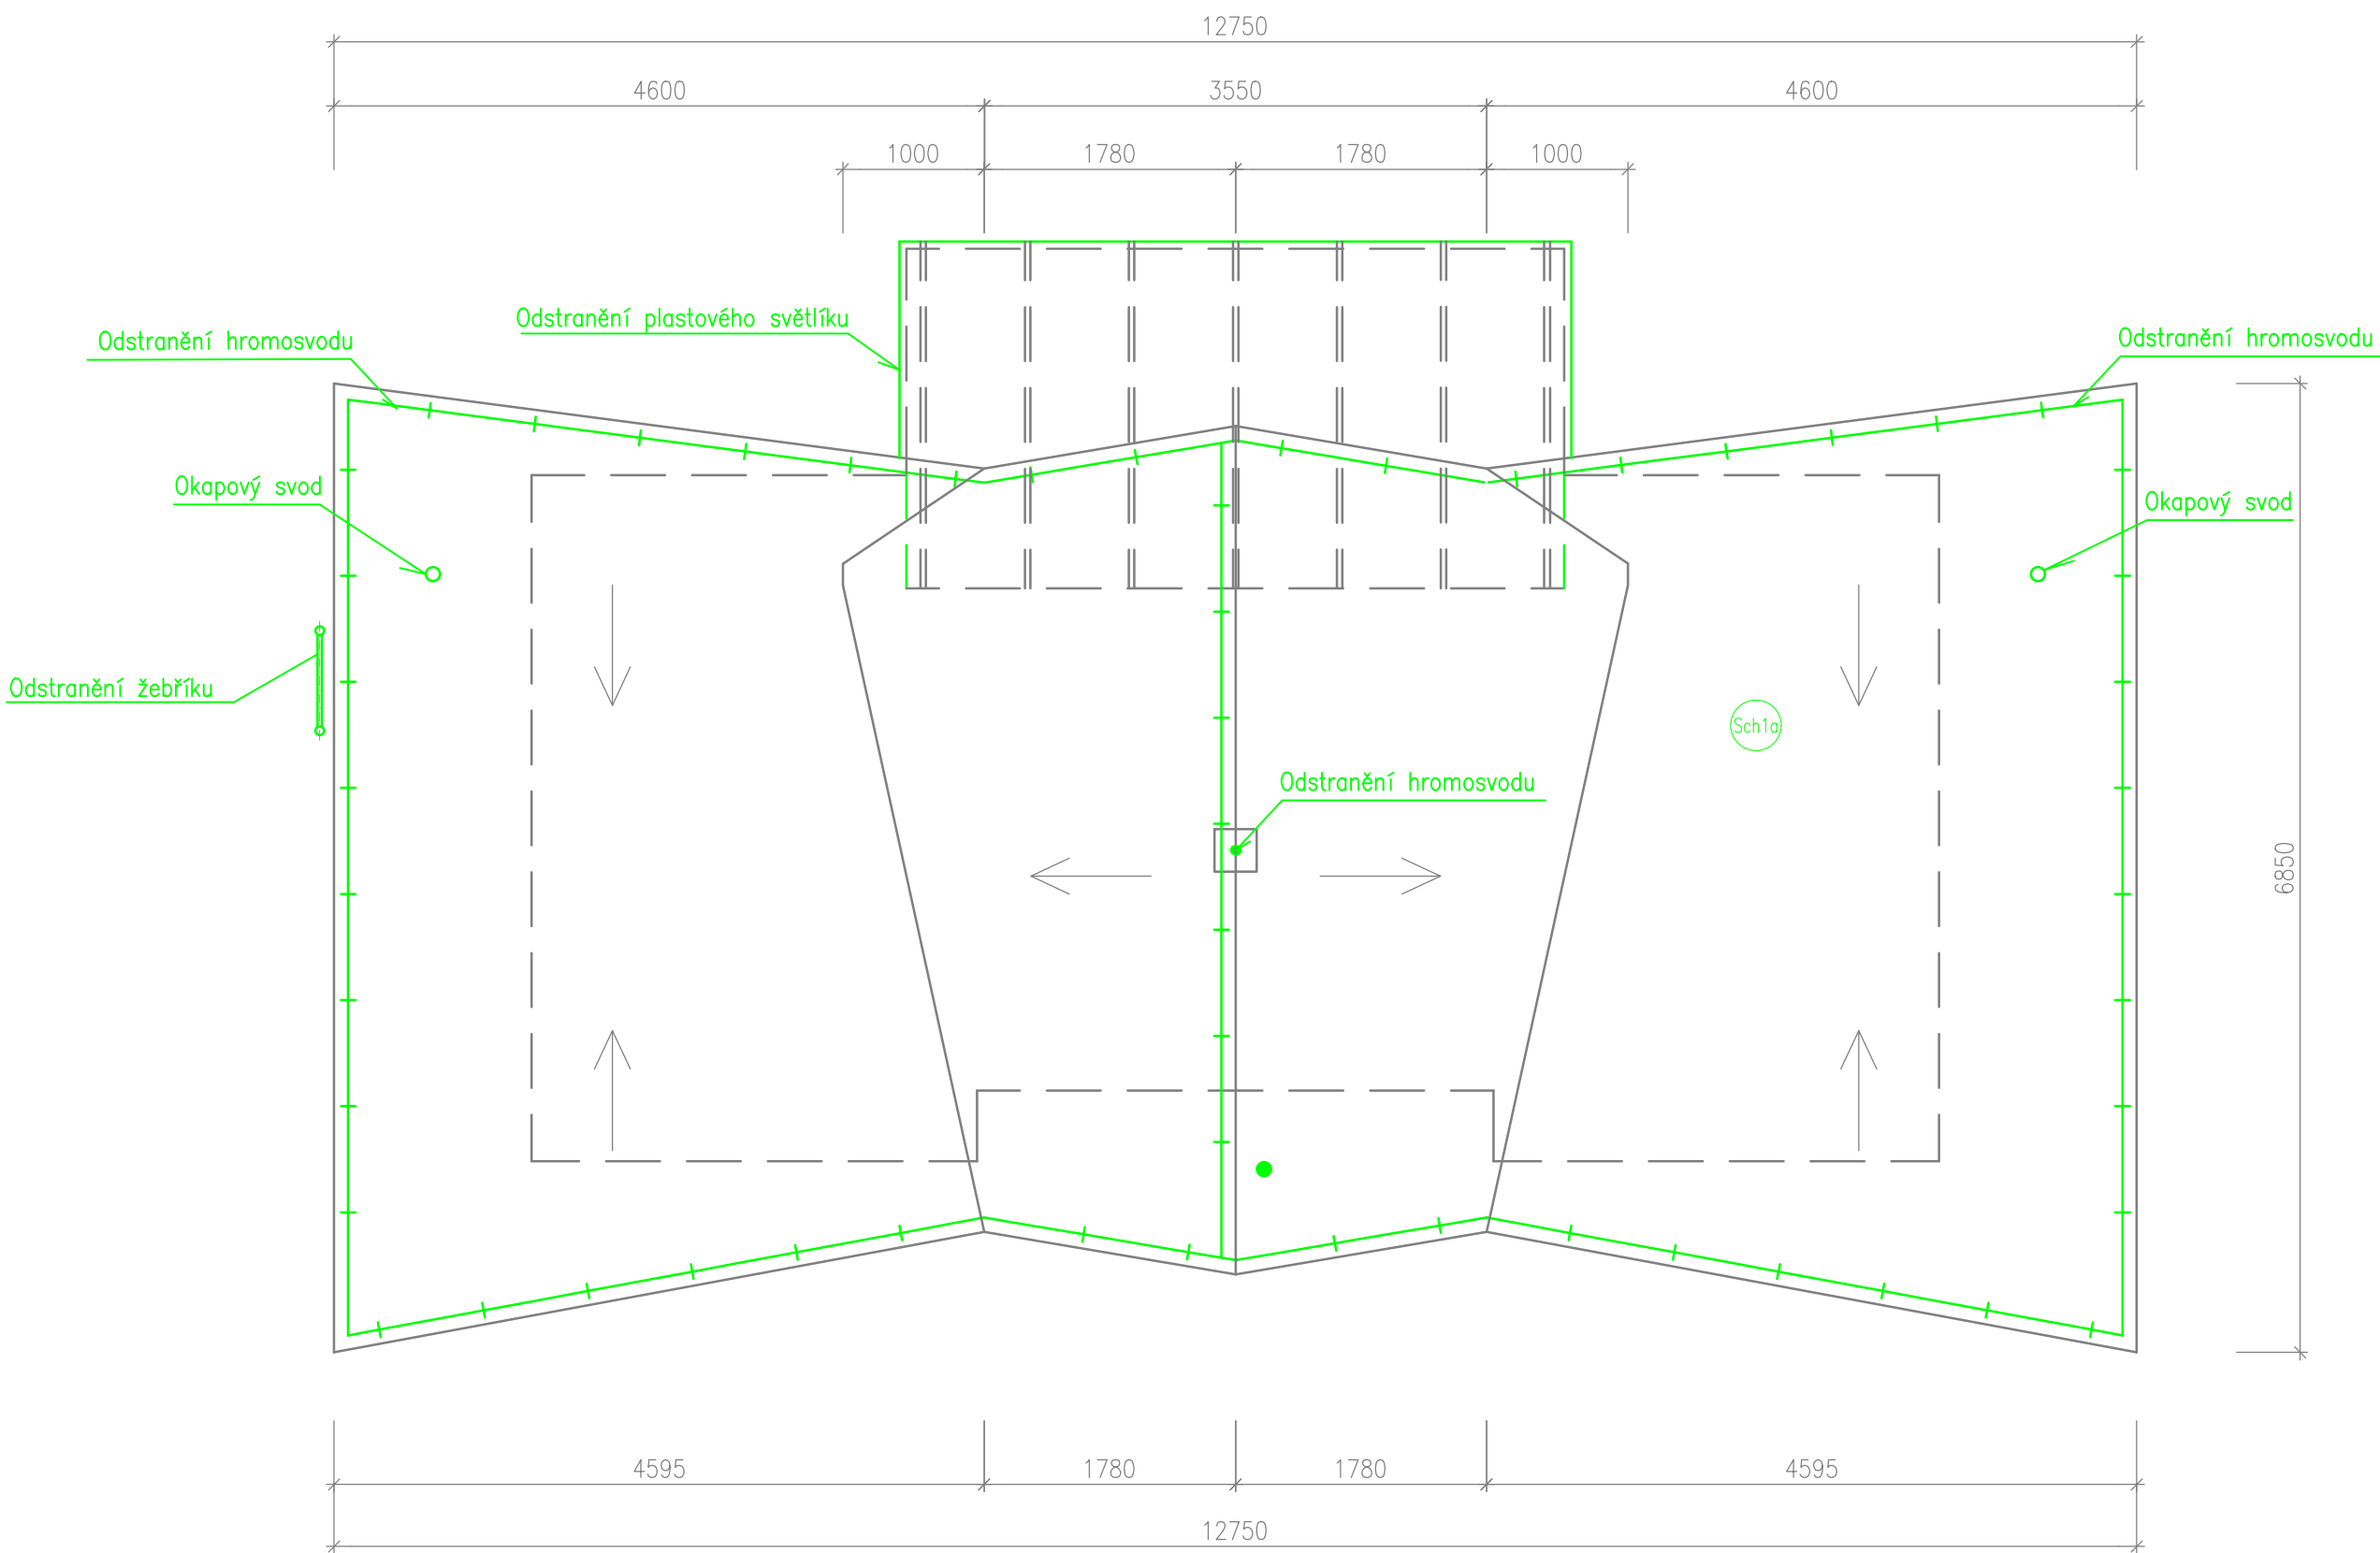 12750
4600 3550 4600
1000 1780 1780 1000
Odstranění plastového světlíku
Odstranění hromosvodu
Odstranění hromosvodu
Okapový svod
Okapový svod
Odstranění žebříku
Sch1a
Odstranění hromosvodu
6850
4595 1780 1780 4595
12750